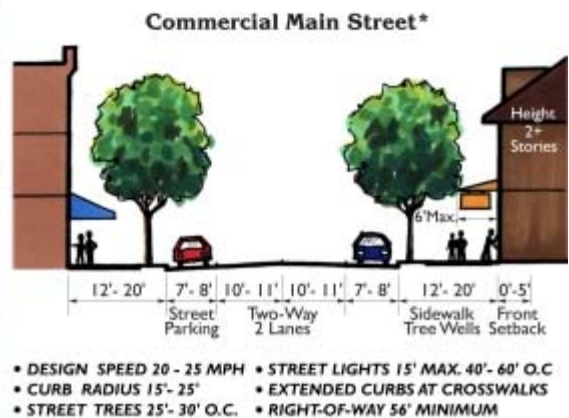 Commercial Main Street*
Height
2+
Stories
6'Max.
12'- 20' 7'- 8' 10'- 11' 10'- 11' 7'- 8' 12'- 20' 0'-5'
Street Parking Two-Way 2 Lanes Sidewalk Tree Wells Front Setback
• DESIGN SPEED 20 - 25 MPH • STREET LIGHTS 15' MAX. 40'- 60' O.C
• CURB RADIUS 15'- 25' • EXTENDED CURBS AT CROSSWALKS
• STREET TREES 25'- 30' O.C. • RIGHT-OF-WAY 56' MINIMUM